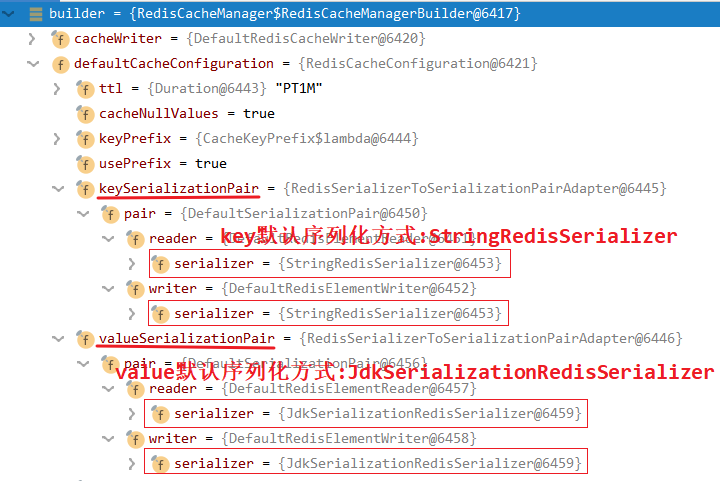 builder = {RedisCacheManager$RedisCacheManagerBuilder@6417}
f cacheWriter = {DefaultRedisCacheWriter@6420}
f defaultCacheConfiguration = {RedisCacheConfiguration@6421}
f ttl = {Duration@6443} "PT1M"
f cacheNullValues = true
f keyPrefix = {CacheKeyPrefix$lambda@6444}
f usePrefix = true
f keySerializationPair = {RedisSerializerToSerializationPairAdapter@6445}
f pair = {DefaultSerializationPair@6450}
key默认序列化方式:StringRedisSerializer
f reader = {DefaultRedisElementReader@6451}
f serializer = {StringRedisSerializer@6453}
f writer = {DefaultRedisElementWriter@6452}
f serializer = {StringRedisSerializer@6453}
f valueSerializationPair = {RedisSerializerToSerializationPairAdapter@6446}
f pair = {DefaultSerializationPair@6456}
value默认序列化方式:JdkSerializationRedisSerializer
f reader = {DefaultRedisElementReader@6457}
f serializer = {JdkSerializationRedisSerializer@6459}
f writer = {DefaultRedisElementWriter@6458}
f serializer = {JdkSerializationRedisSerializer@6459}